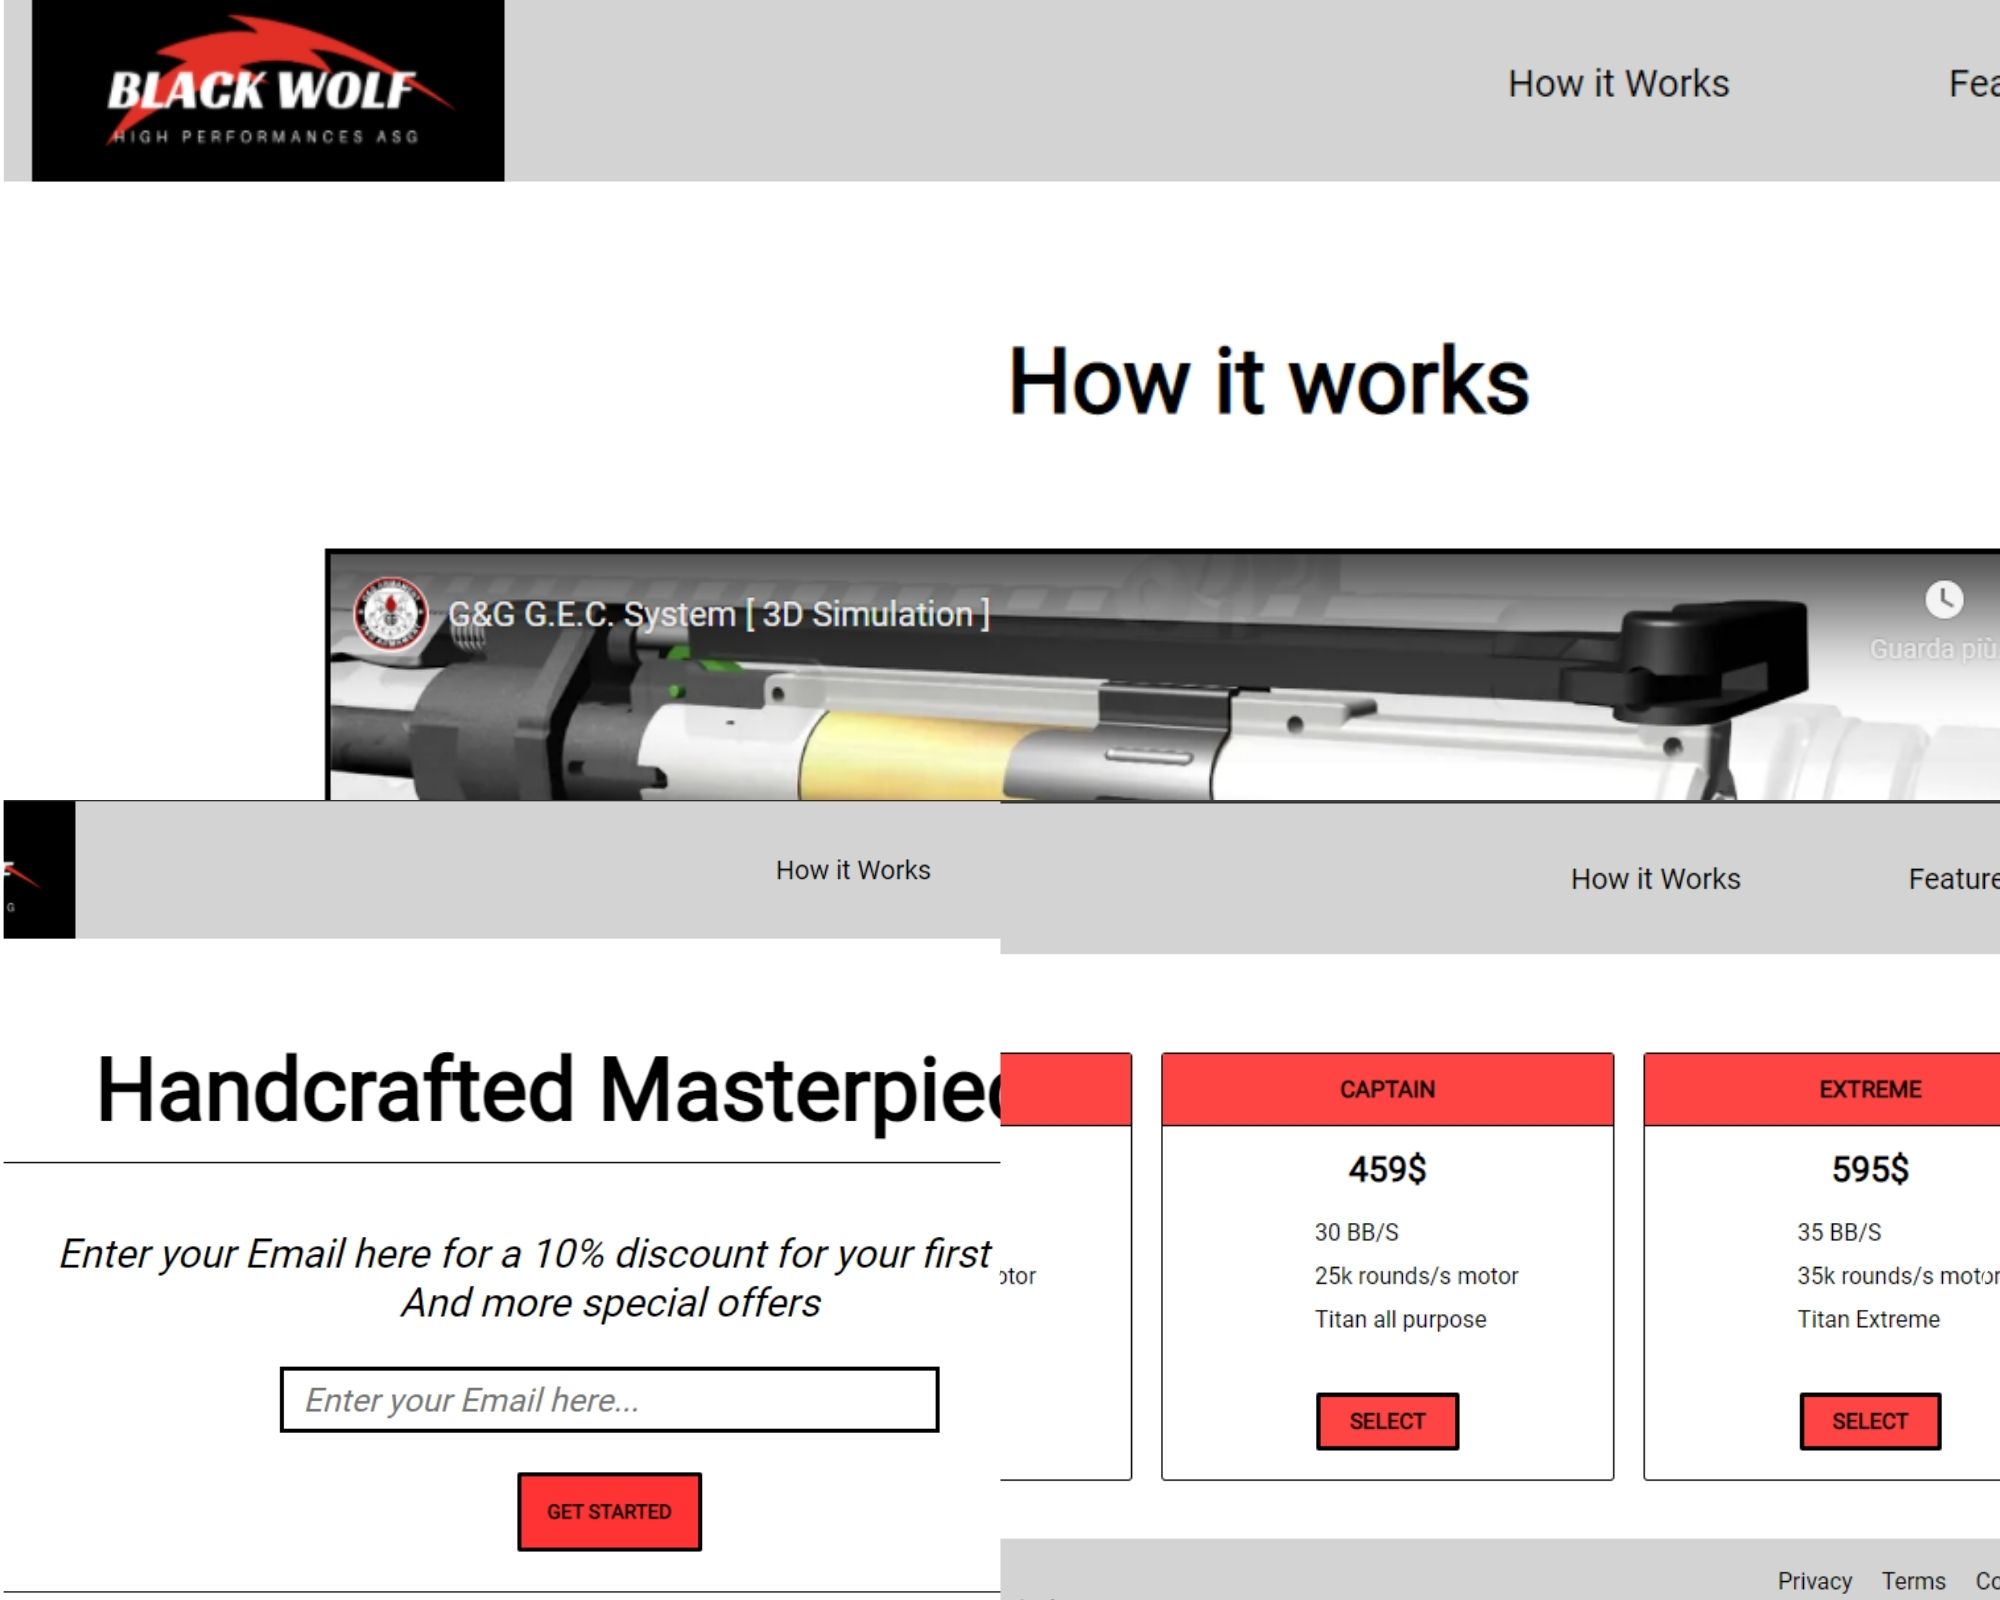 BLACK WOLF
HIGH PERFORMANCES ASG
How it Works
Fea
How it works
G&G G.E.C. System [ 3D Simulation ]
Guarda più
How it Works
G
Handcrafted Masterpiec
Enter your Email here for a 10% discount for your first
And more special offers
Enter your Email here...
GET STARTED
How it Works
Feature
otor
CAPTAIN
459$
30 BB/S
25k rounds/s motor
Titan all purpose
SELECT
EXTREME
595$
35 BB/S
35k rounds/s motor
Titan Extreme
SELECT
Privacy
Terms
Co